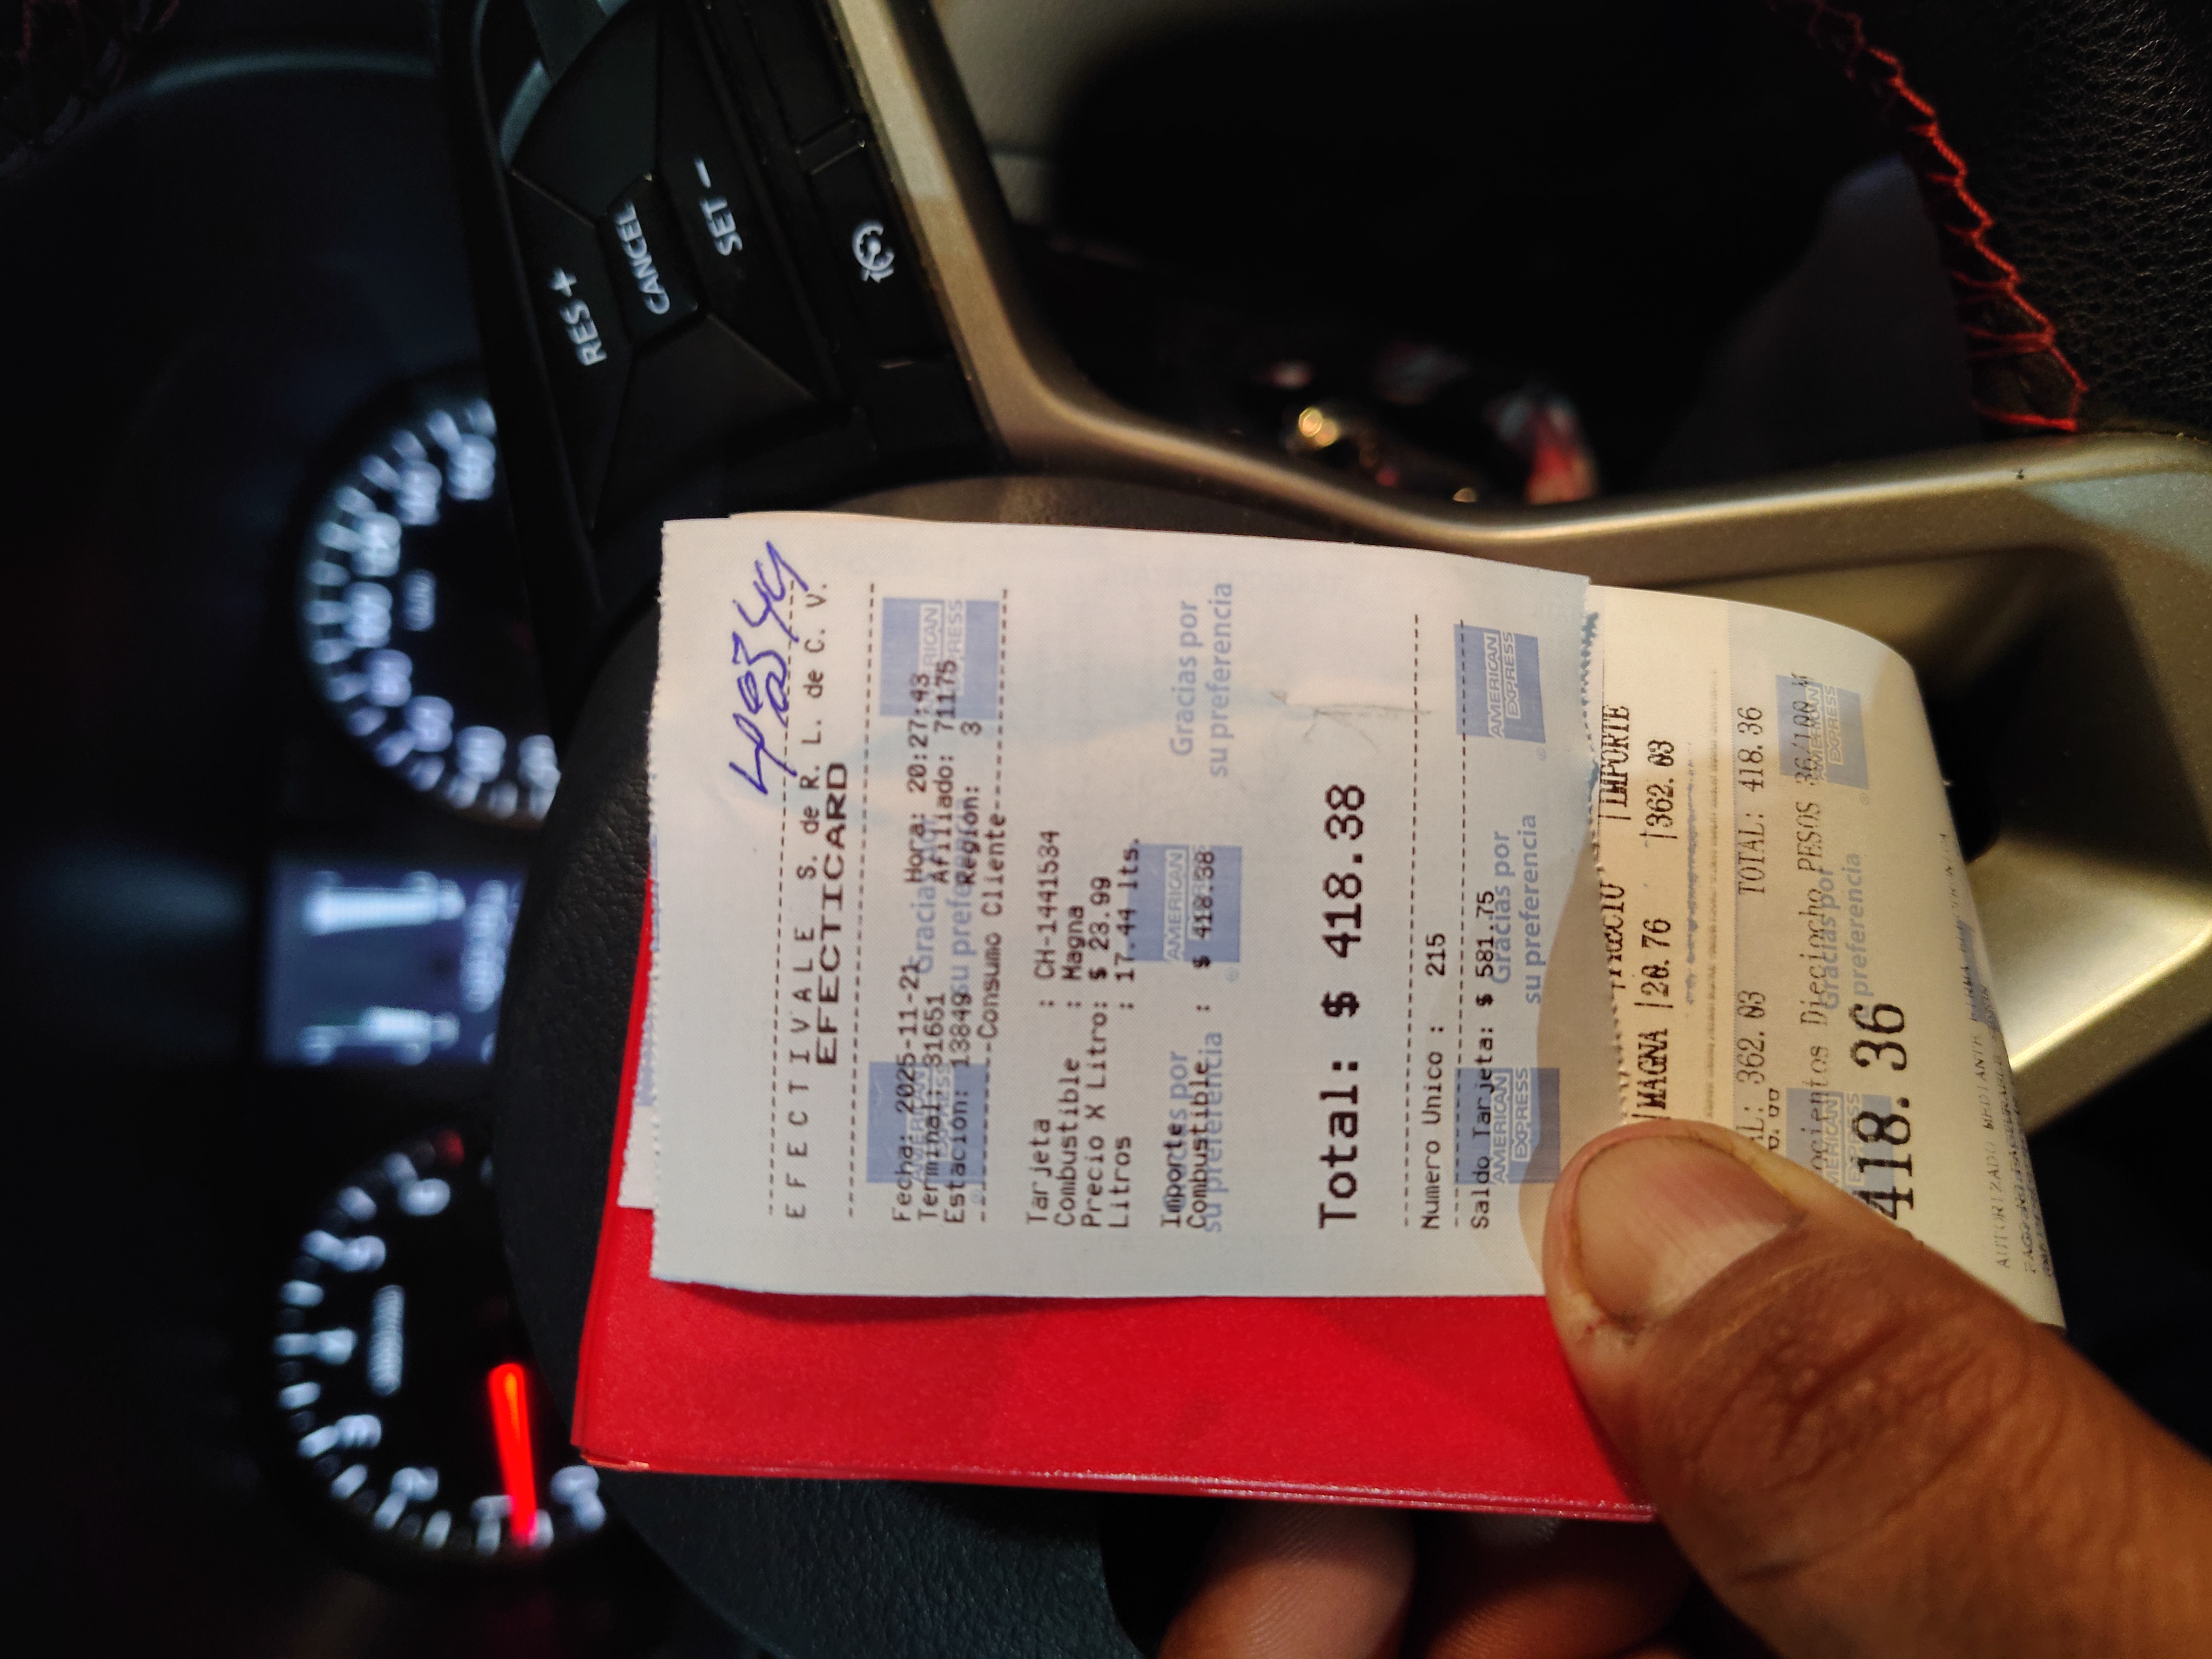 RES +
CANCEL
SET −
E F E C T I V A L E S. de R. L. de C. V.
EFECTICARD
Fecha: 2025-11-21 Hora: 20:27:43
Terminal: 31651 Afiliado: 71175
Estación: 13849 Región: 3
Consumo Cliente
Tarjeta : CH-1441534
Combustible : Magna
Precio X Litro: $ 23.99
Litros : 17.44 lts.
Importes
Combustible : $ 418.38
Total: $ 418.38
Numero Unico : 215
Saldo Tarjeta: $ 581.75
AMERICAN EXPRESS
Gracias por
su preferencia
IMPORTE
|MAGNA |20.76 |362.03
362.03 TOTAL: 418.36
Dieciocho PESOS 36/100
418.36